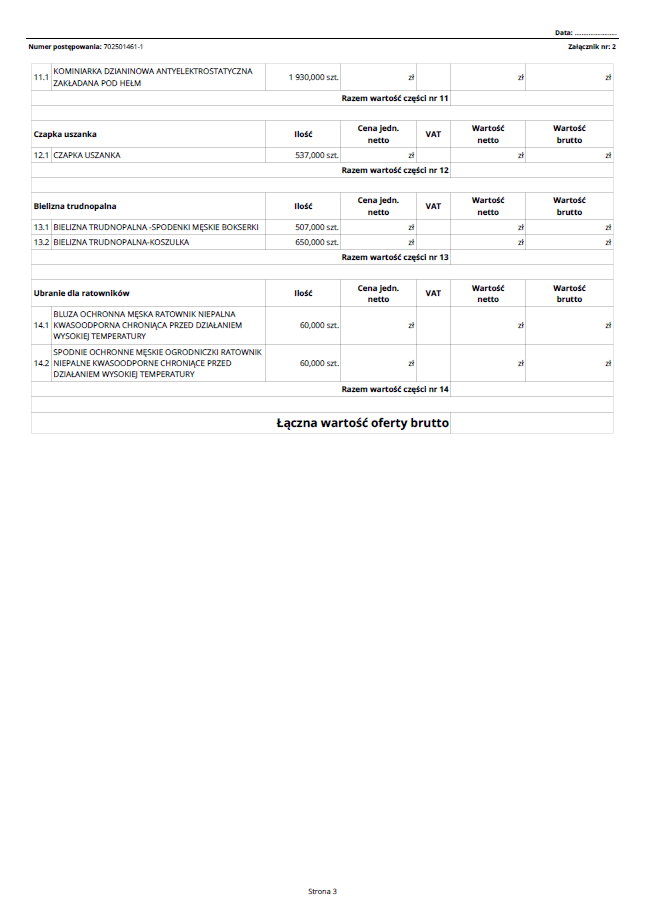 Data: ......................
Numer postępowania: 702501461-1 Załącznik nr: 2
11.1 KOMINIARKA DZIANINOWA ANTYELEKTROSTATYCZNA
ZAKŁADANA POD HEŁM 1 930,000 szt. zł zł zł
Razem wartość części nr 11
Czapka uszanka Ilość Cena jedn.
netto VAT Wartość
netto Wartość
brutto
12.1 CZAPKA USZANKA 537,000 szt. zł zł zł
Razem wartość części nr 12
Bielizna trudnopalna Ilość Cena jedn.
netto VAT Wartość
netto Wartość
brutto
13.1 BIELIZNA TRUDNOPALNA -SPODENKI MĘSKIE BOKSERKI 507,000 szt. zł zł zł
13.2 BIELIZNA TRUDNOPALNA-KOSZULKA 650,000 szt. zł zł zł
Razem wartość części nr 13
Ubranie dla ratowników Ilość Cena jedn.
netto VAT Wartość
netto Wartość
brutto
14.1 BLUZA OCHRONNA MĘSKA RATOWNIK NIEPALNA
KWASOODPORNA CHRONIĄCA PRZED DZIAŁANIEM
WYSOKIEJ TEMPERATURY 60,000 szt. zł zł zł
14.2 SPODNIE OCHRONNE MĘSKIE OGRODNICZKI RATOWNIK
NIEPALNE KWASOODPORNE CHRONIĄCE PRZED
DZIAŁANIEM WYSOKIEJ TEMPERATURY 60,000 szt. zł zł zł
Razem wartość części nr 14
Łączna wartość oferty brutto
Strona 3